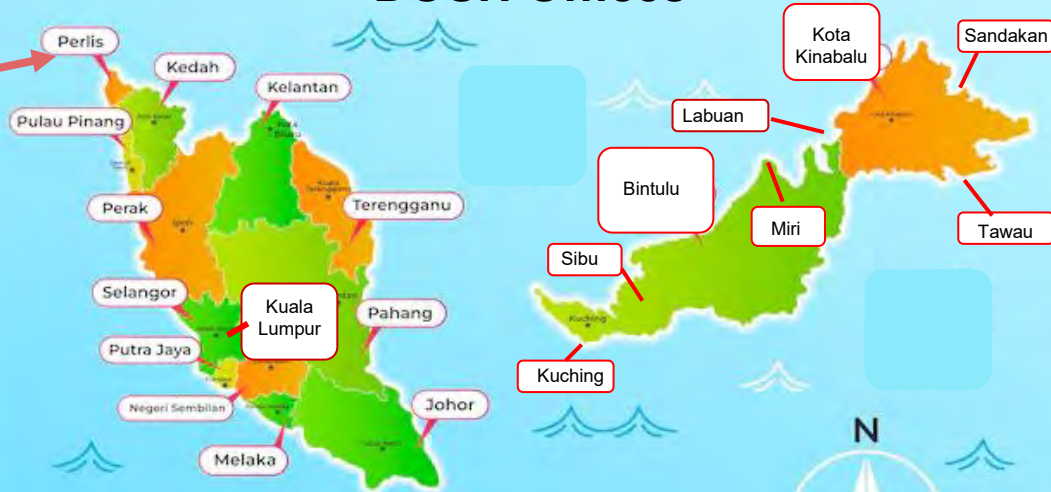 Perlis
Kedah
Kelantan
Pulau Pinang
Perak
Terengganu
Selangor
Kuala
Lumpur
Pahang
Putra Jaya
Negeri Sembilan
Johor
Melaka
Kota
Kinabalu
Sandakan
Labuan
Bintulu
Miri
Tawau
Sibu
Kuching
Kuching
N